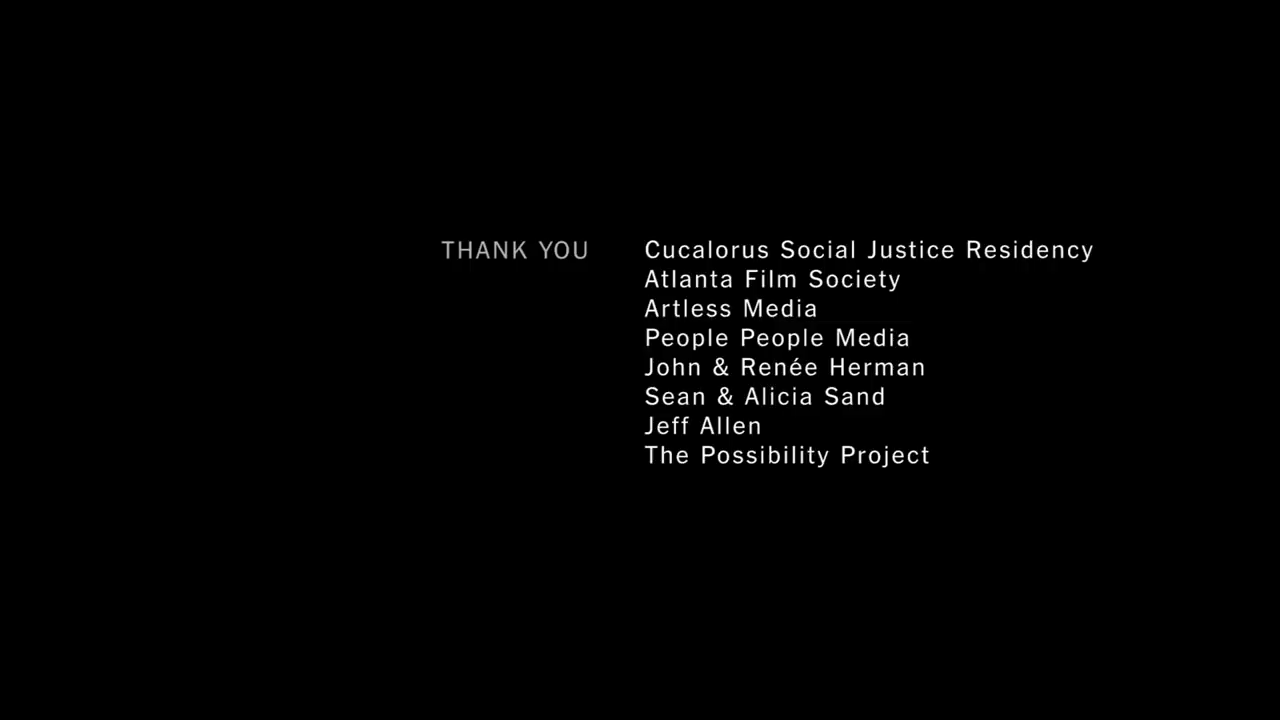 THANK YOU Cucalorus Social Justice Residency
Atlanta Film Society
Artless Media
People People Media
John & Renée Herman
Sean & Alicia Sand
Jeff Allen
The Possibility Project